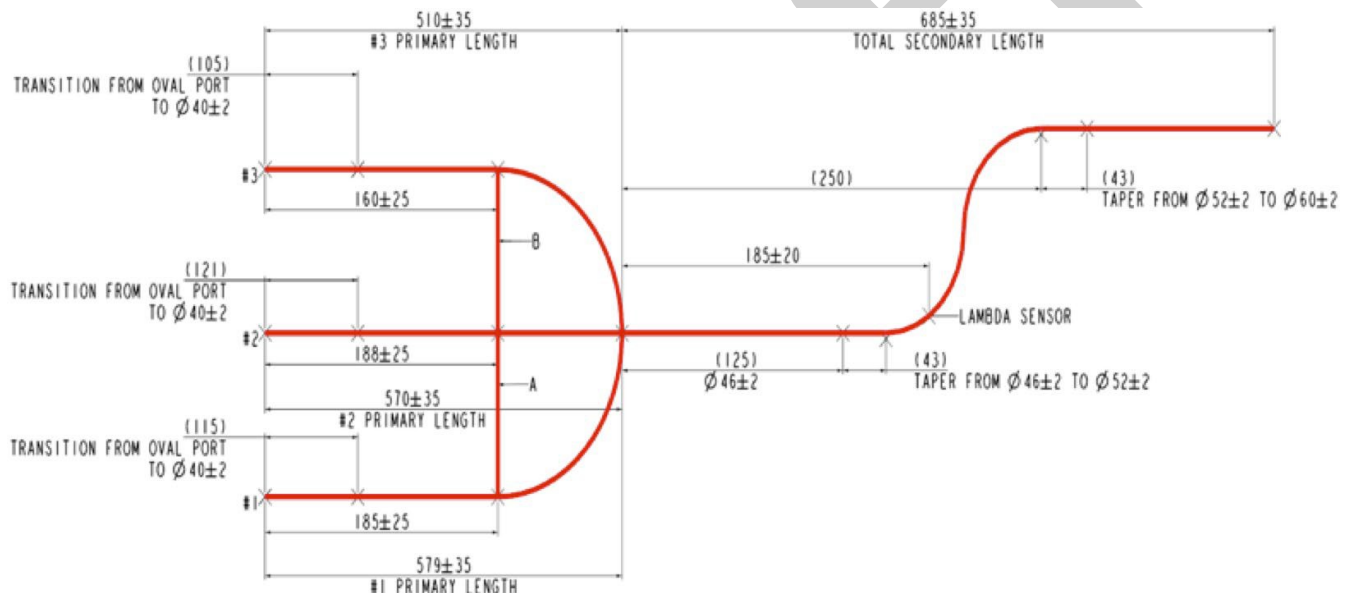 510±35
#3 PRIMARY LENGTH
685±35
TOTAL SECONDARY LENGTH
(105)
TRANSITION FROM OVAL PORT
TO Ø40±2
#3
160±25
B
(250)
(43)
TAPER FROM Ø52±2 TO Ø60±2
185±20
(121)
TRANSITION FROM OVAL PORT
TO Ø40±2
#2
188±25
LAMBDA SENSOR
(125)
Ø46±2
(43)
TAPER FROM Ø46±2 TO Ø52±2
A
570±35
#2 PRIMARY LENGTH
(115)
TRANSITION FROM OVAL PORT
TO Ø40±2
#1
185±25
579±35
#1 PRIMARY LENGTH